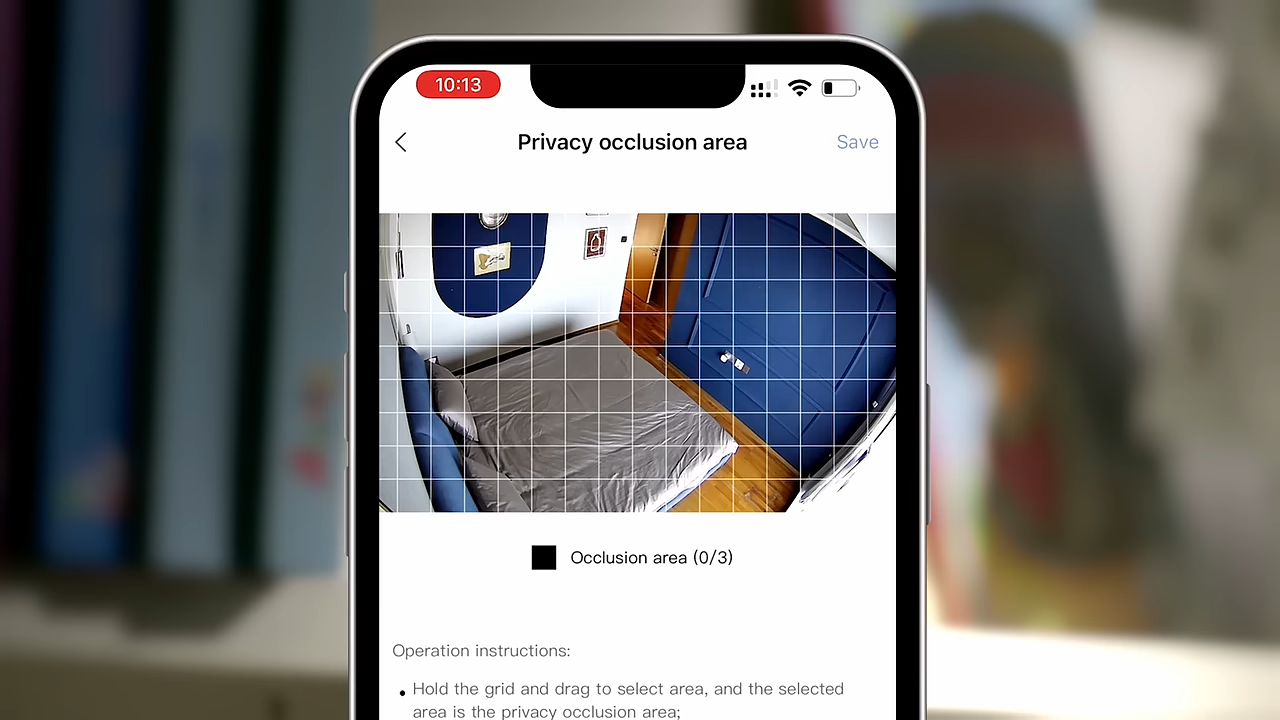 10:13
Privacy occlusion area
Save
Occlusion area (0/3)
Operation instructions:
• Hold the grid and drag to select area, and the selected
area is the privacy occlusion area;